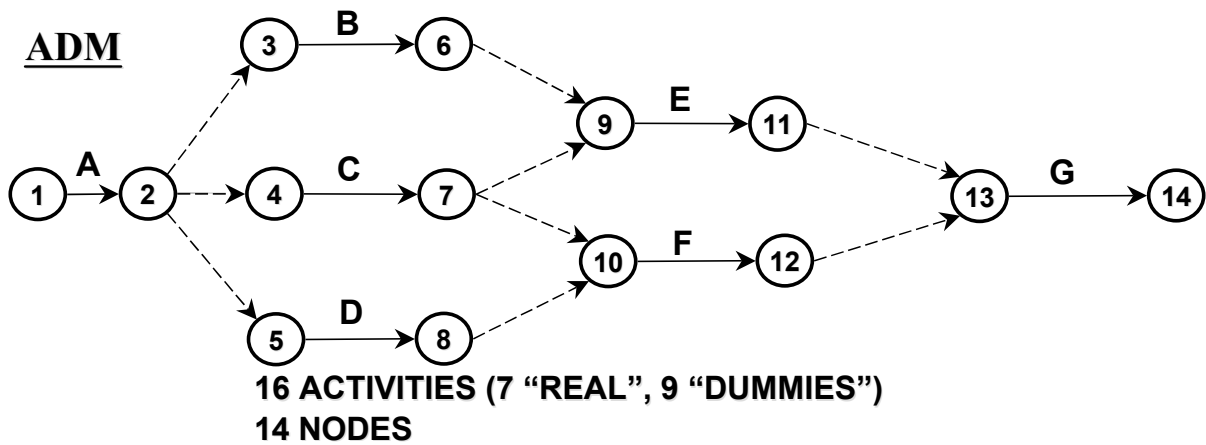 ADM
3 B 6
9 E 11
1 A 2 4 C 7 13 G 14
10 F 12
5 D 8
16 ACTIVITIES (7 “REAL”, 9 “DUMMIES”)
14 NODES